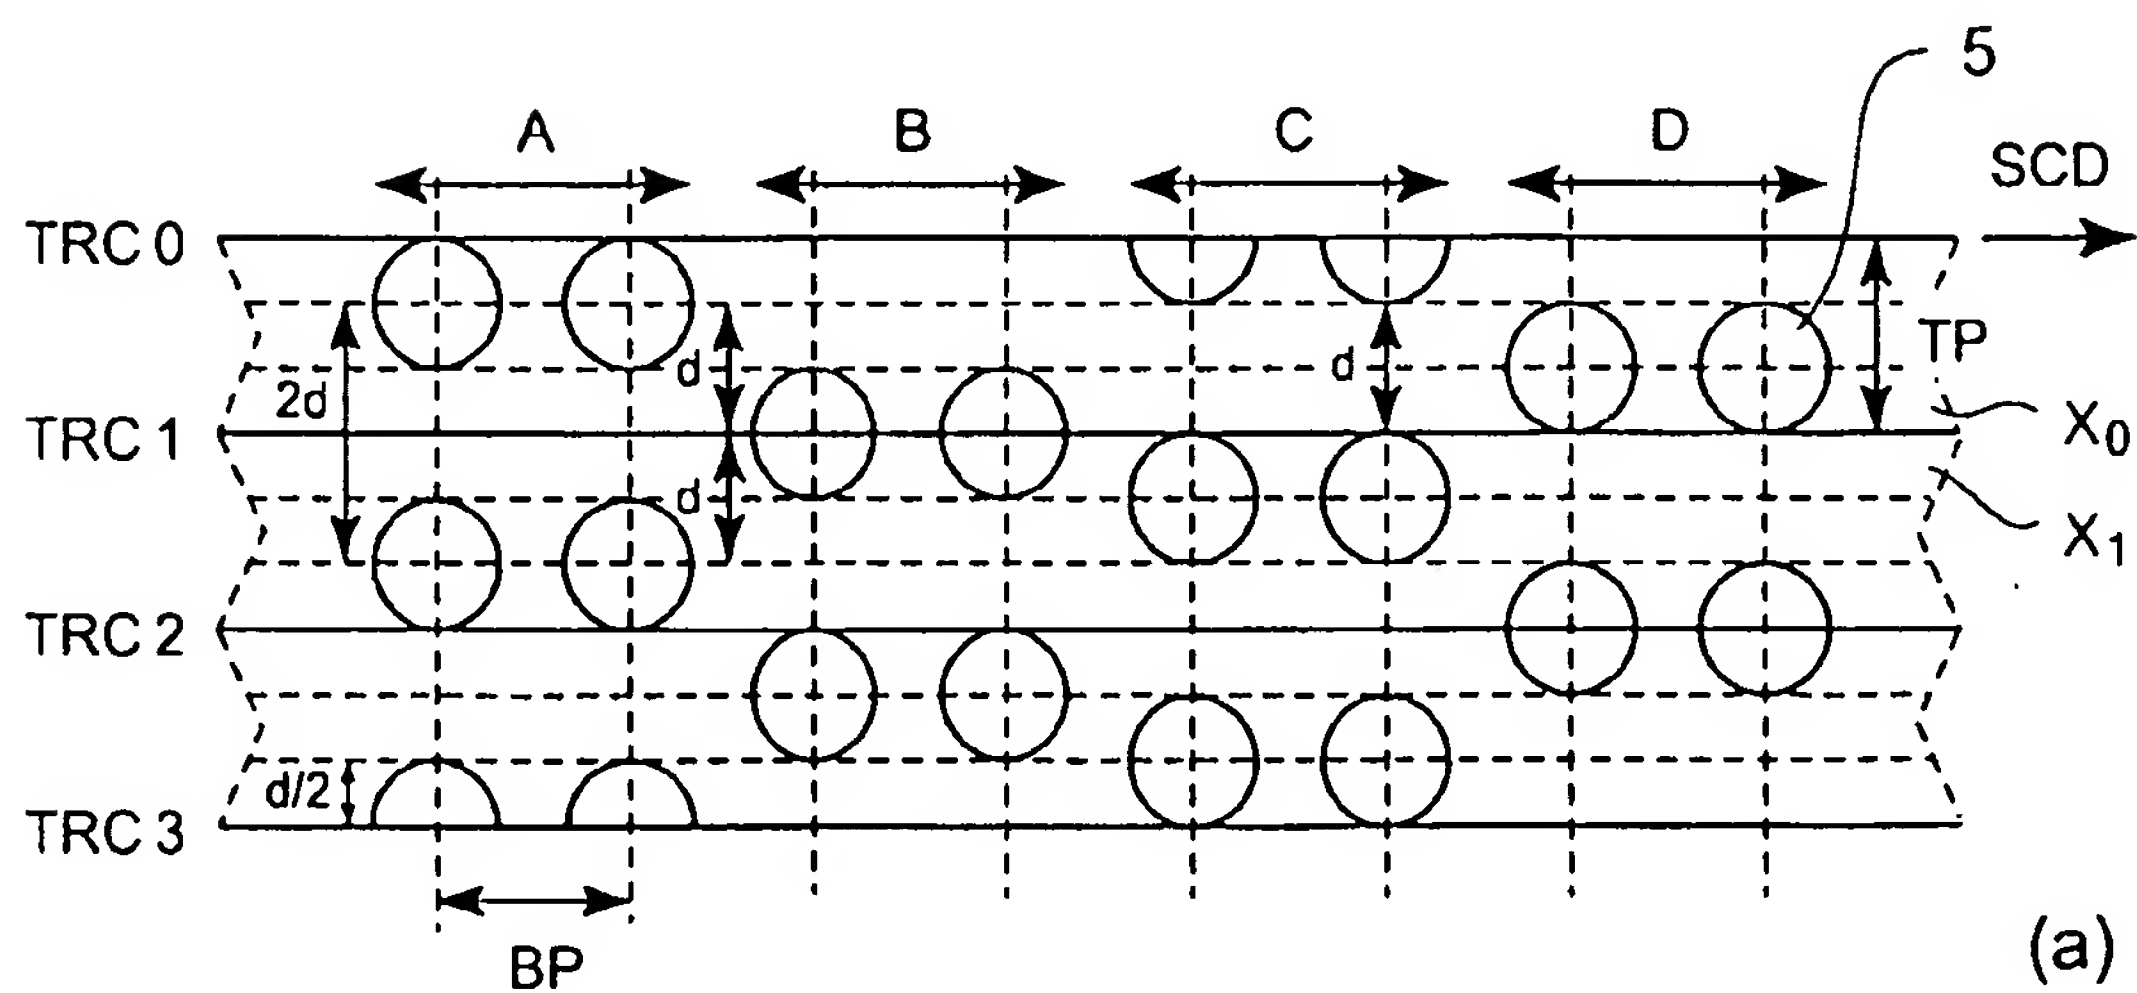 5
A B C D
SCD
TRC 0
TP
d
d
2d
X0
TRC 1
d
X1
TRC 2
d/2
TRC 3
BP
(a)